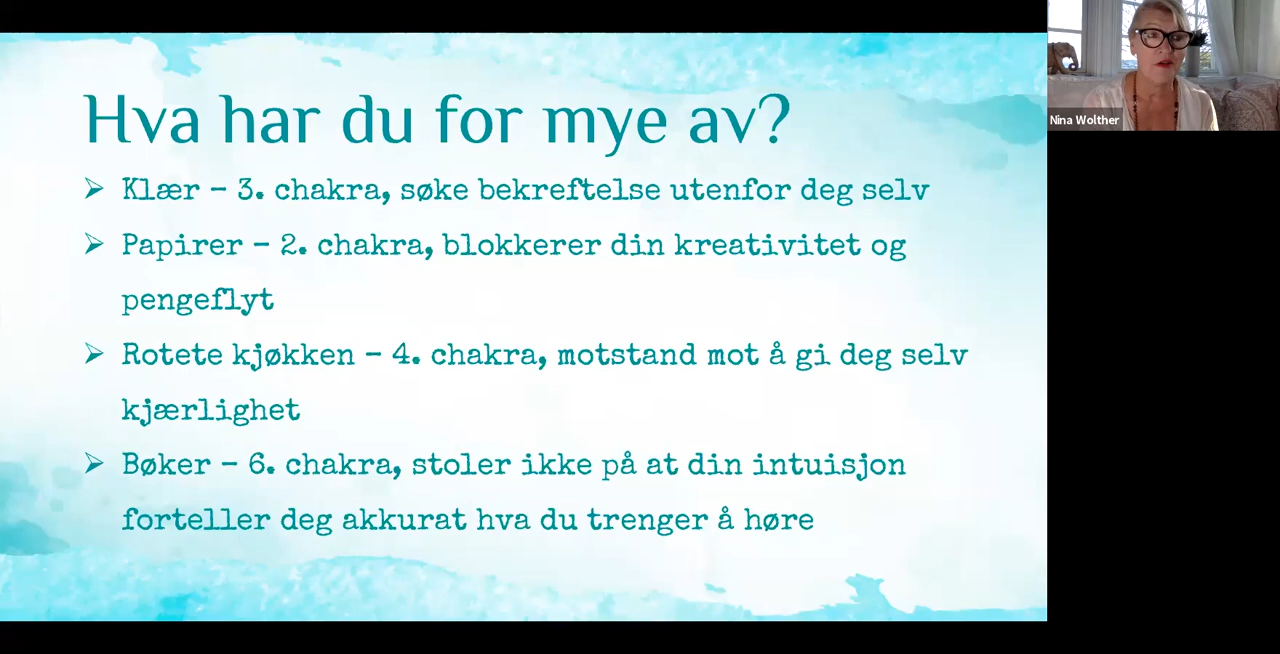 Hva har du for mye av?
➢ Klær – 3. chakra, søke bekreftelse utenfor deg selv
➢ Papirer – 2. chakra, blokkerer din kreativitet og
pengeflyt
➢ Rotete kjøkken – 4. chakra, motstand mot å gi deg selv
kjærlighet
➢ Bøker – 6. chakra, stoler ikke på at din intuisjon
forteller deg akkurat hva du trenger å høre
Nina Wolther